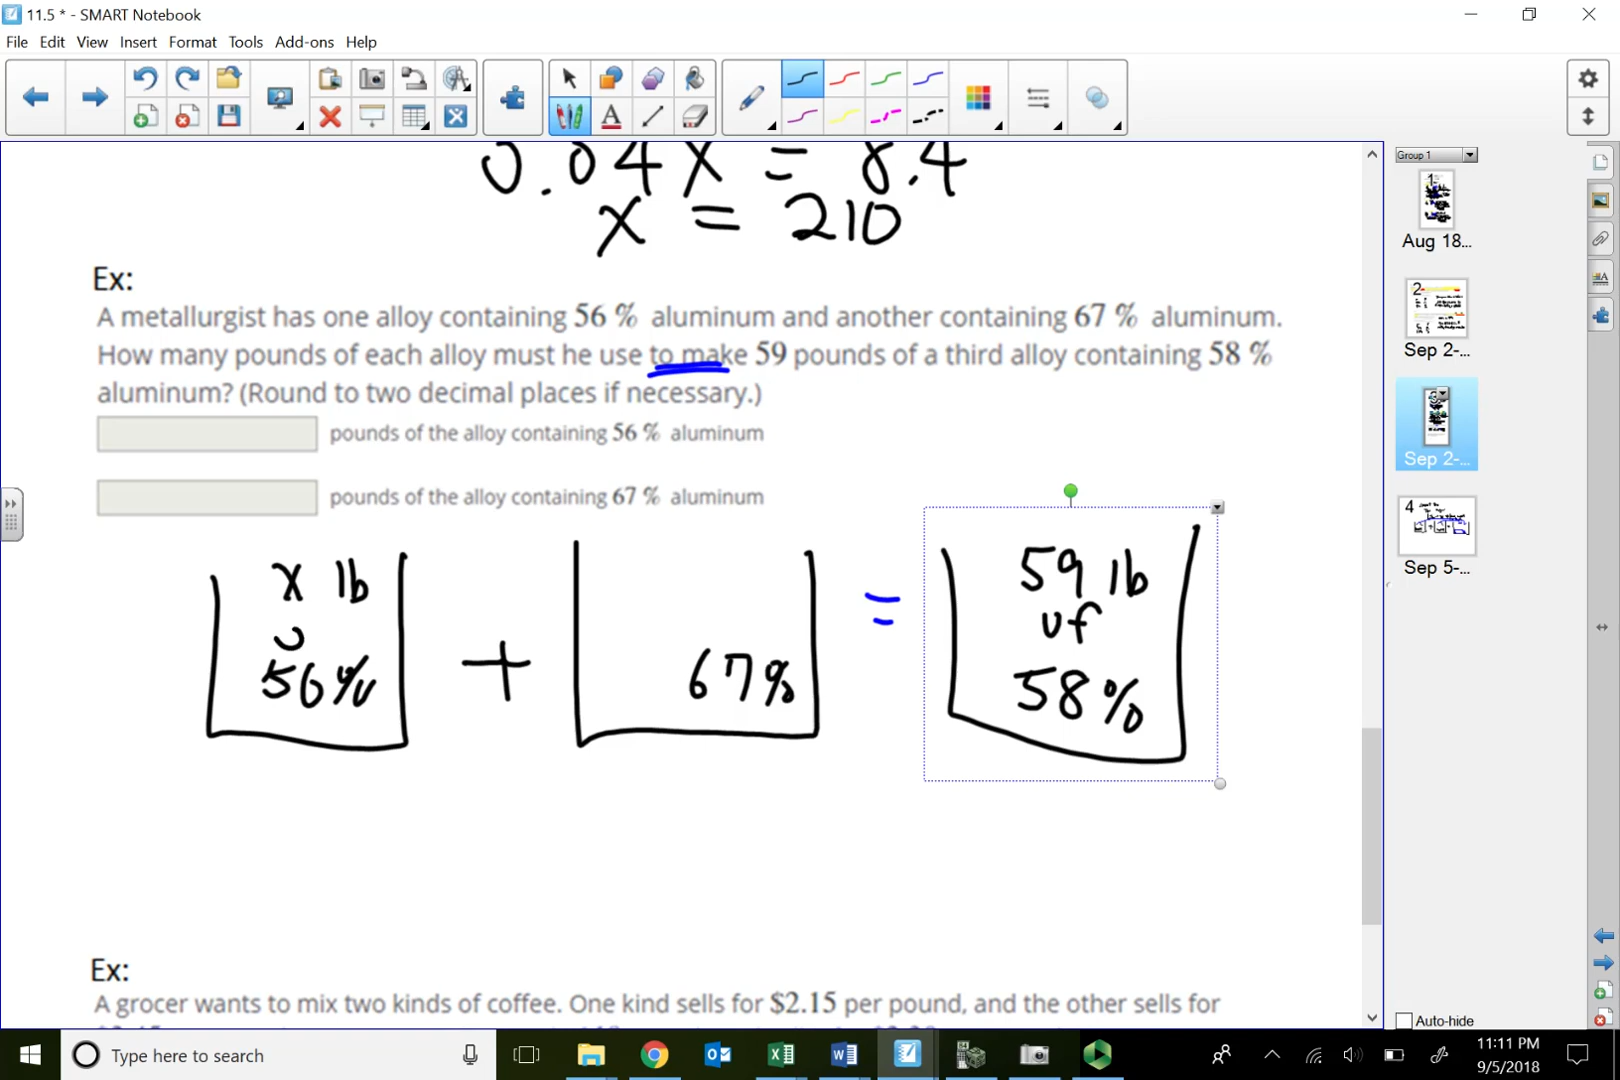 11.5 * - SMART Notebook
File Edit View Insert Format Tools Add-ons Help
0.04x = 8.4
x = 210
Ex:
A metallurgist has one alloy containing 56 % aluminum and another containing 67 % aluminum.
How many pounds of each alloy must he use to make 59 pounds of a third alloy containing 58 %
aluminum? (Round to two decimal places if necessary.)
pounds of the alloy containing 56 % aluminum
pounds of the alloy containing 67 % aluminum
x lb
56%
+
67%
=
59 lb
of
58%
Ex:
A grocer wants to mix two kinds of coffee. One kind sells for $2.15 per pound, and the other sells for
Group 1
1
Aug 18...
2
Sep 2-...
Sep 2-...
4
Sep 5-...
Auto-hide
Type here to search
11:11 PM
9/5/2018